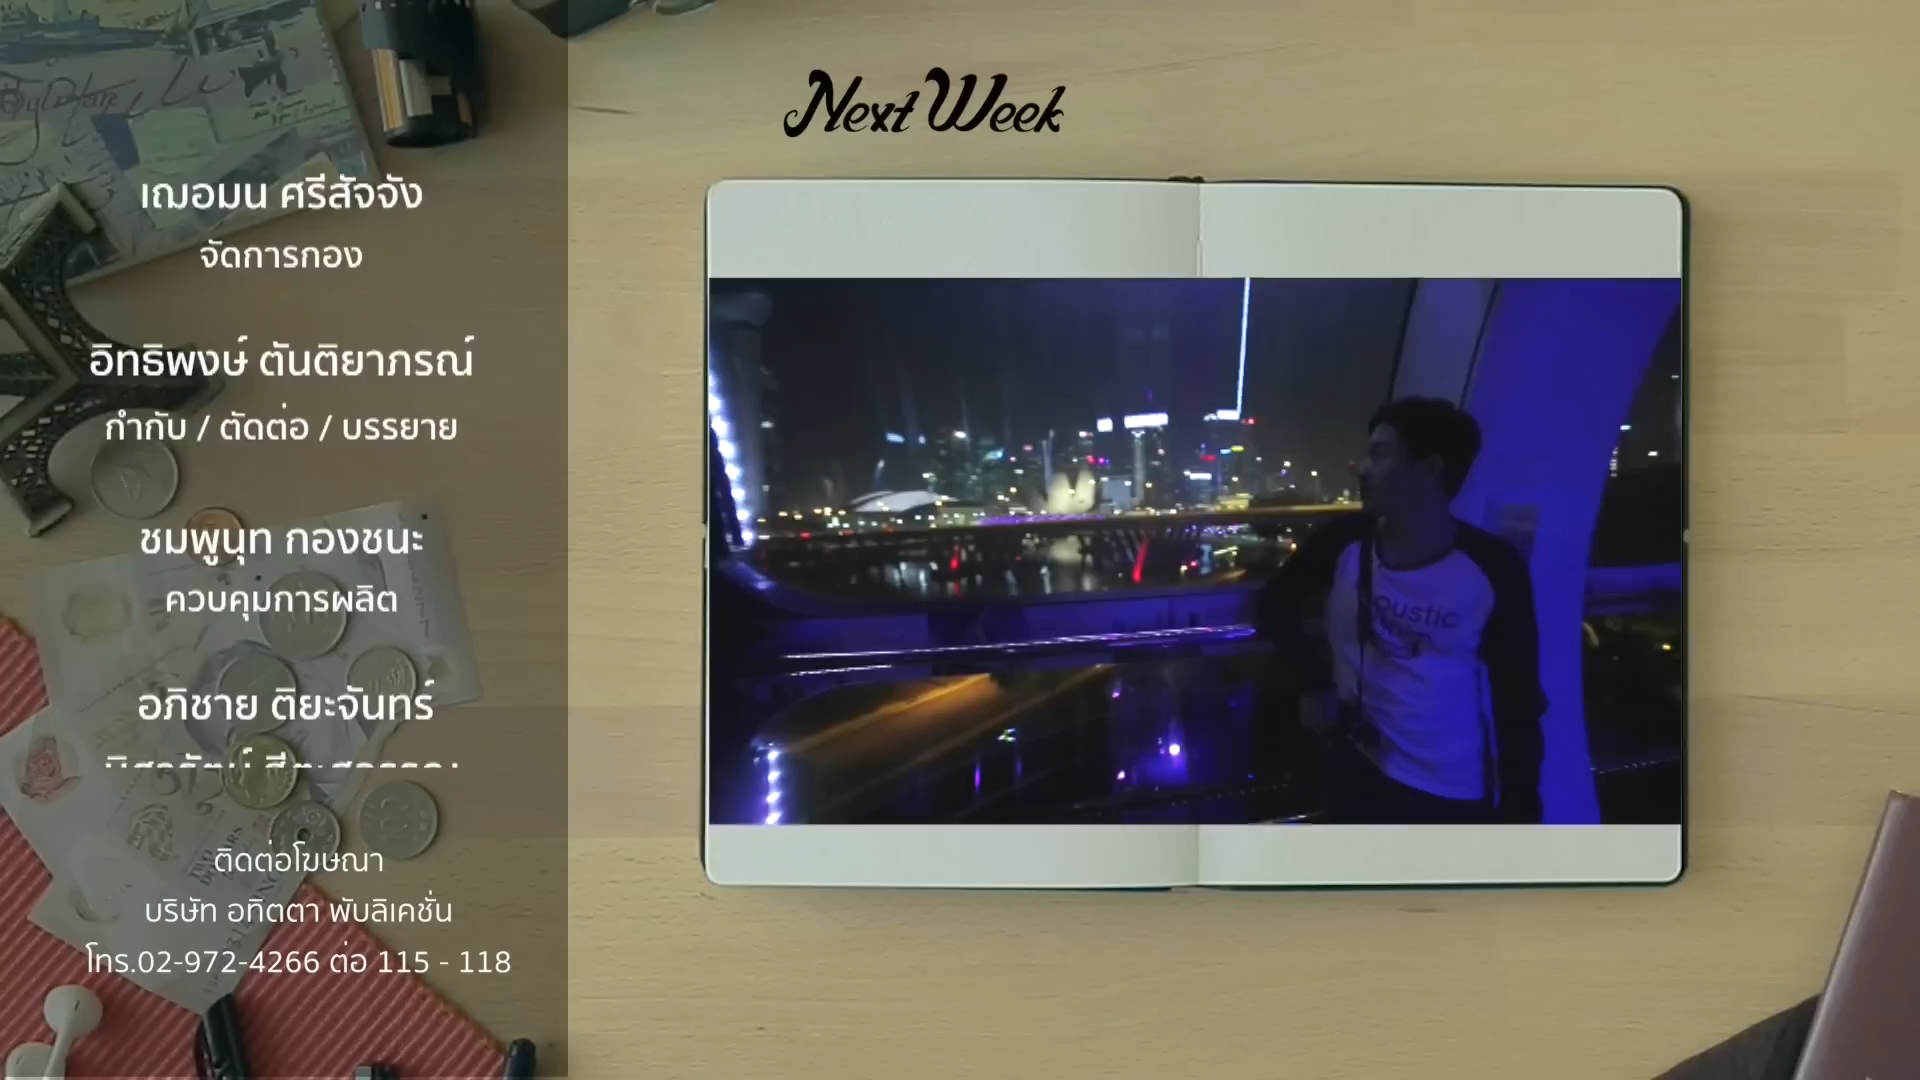 Next Week
เฌอมน ศรีสัจจัง
จัดการกอง
อิทธิพงษ์ ตันติยาภรณ์
กำกับ / ตัดต่อ / บรรยาย
ชมพูนุท กองชนะ
ควบคุมการผลิต
อภิชาย ติยะจันทร์
ติดต่อโฆษณา
บริษัท อทิตตา พับลิเคชั่น
โทร.02-972-4266 ต่อ 115 - 118